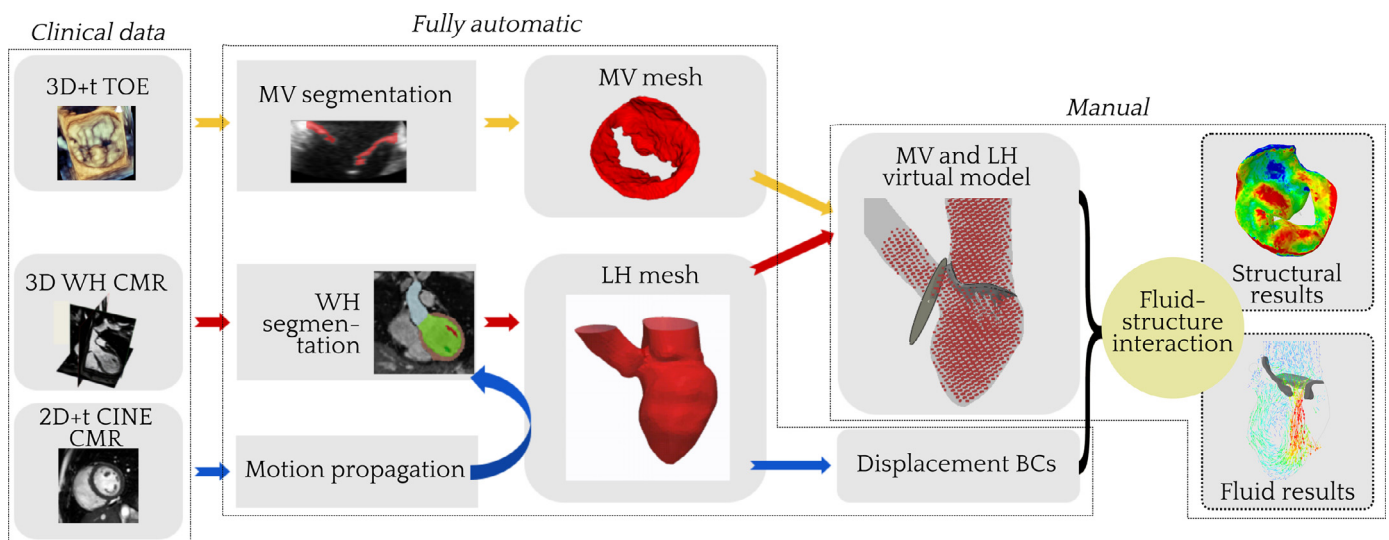 Clinical data
Fully automatic
Manual
3D+t TOE
MV segmentation
MV mesh
MV and LH
virtual model
Structural
results
3D WH CMR
WH
segmen-
tation
LH mesh
Fluid-
structure
interaction
2D+t CINE
CMR
Motion propagation
Displacement BCs
Fluid results